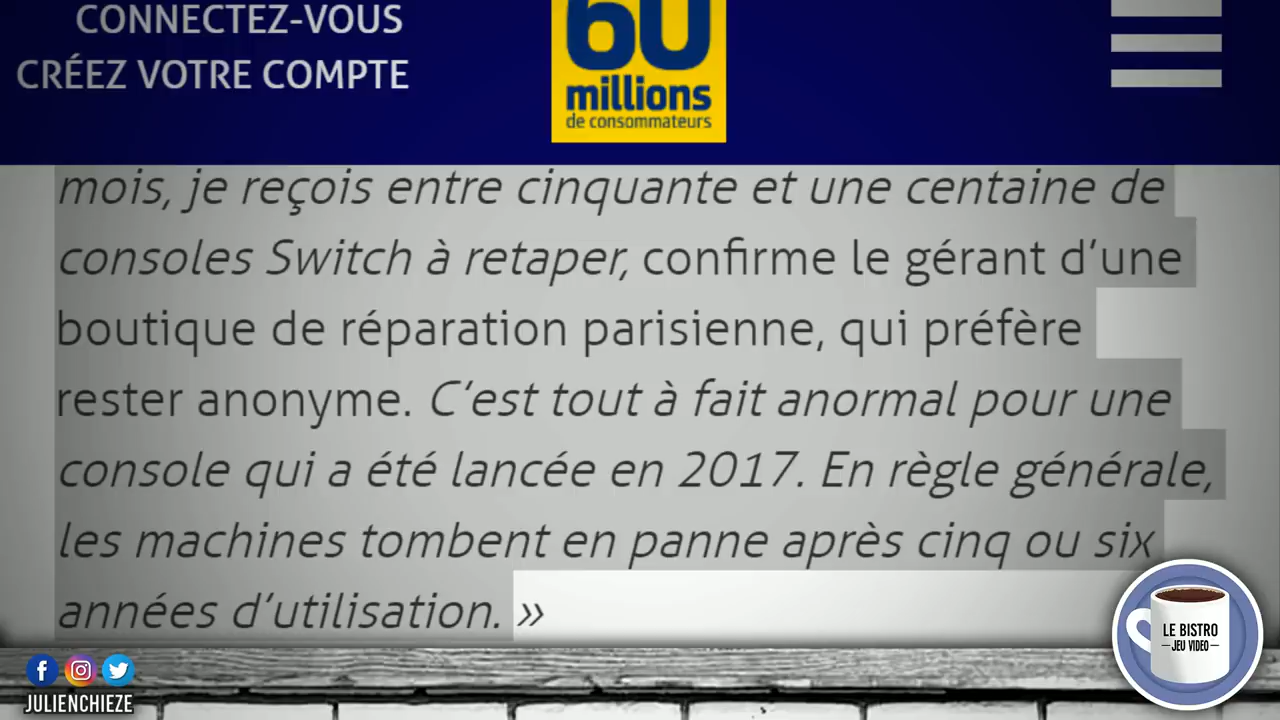 CONNECTEZ-VOUS
CRÉEZ VOTRE COMPTE
60
millions
de consommateurs
mois, je reçois entre cinquante et une centaine de
consoles Switch à retaper, confirme le gérant d’une
boutique de réparation parisienne, qui préfère
rester anonyme. C’est tout à fait anormal pour une
console qui a été lancée en 2017. En règle générale,
les machines tombent en panne après cinq ou six
années d’utilisation. »
LE BISTRO
JEU VIDEO
JULIENCHIEZE